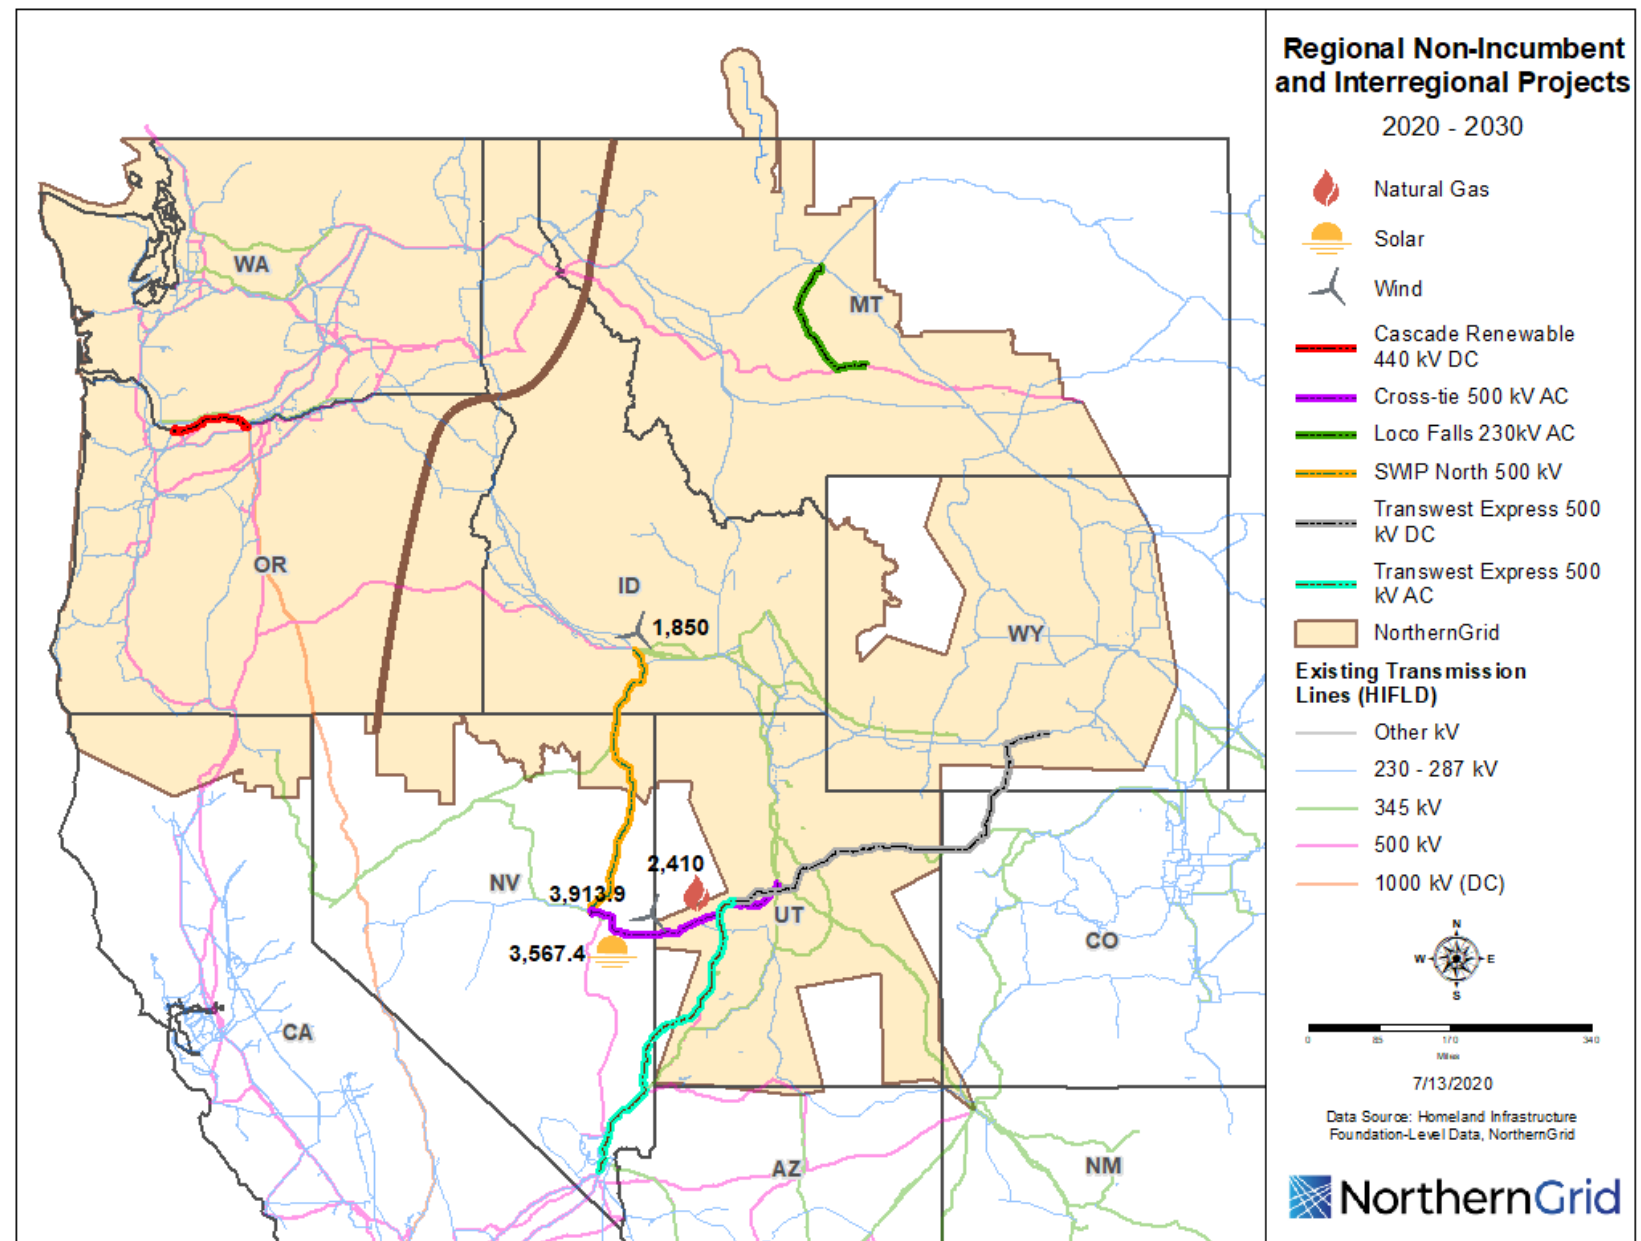 Regional Non-Incumbent
and Interregional Projects
2020 - 2030
Natural Gas
Solar
Wind
Cascade Renewable
440 kV DC
Cross-tie 500 kV AC
Loco Falls 230kV AC
SWIP North 500 kV
Transwest Express 500
kV DC
Transwest Express 500
kV AC
NorthernGrid
Existing Transmission
Lines (HIFLD)
Other kV
230 - 287 kV
345 kV
500 kV
1000 kV (DC)
N
W E
S
0 85 170 340
Miles
7/13/2020
Data Source: Homeland Infrastructure
Foundation-Level Data, NorthernGrid
NorthernGrid
WA
MT
OR
ID
1,850
WY
2,410
NV
3,913.9
UT
3,567.4
CO
CA
AZ
NM